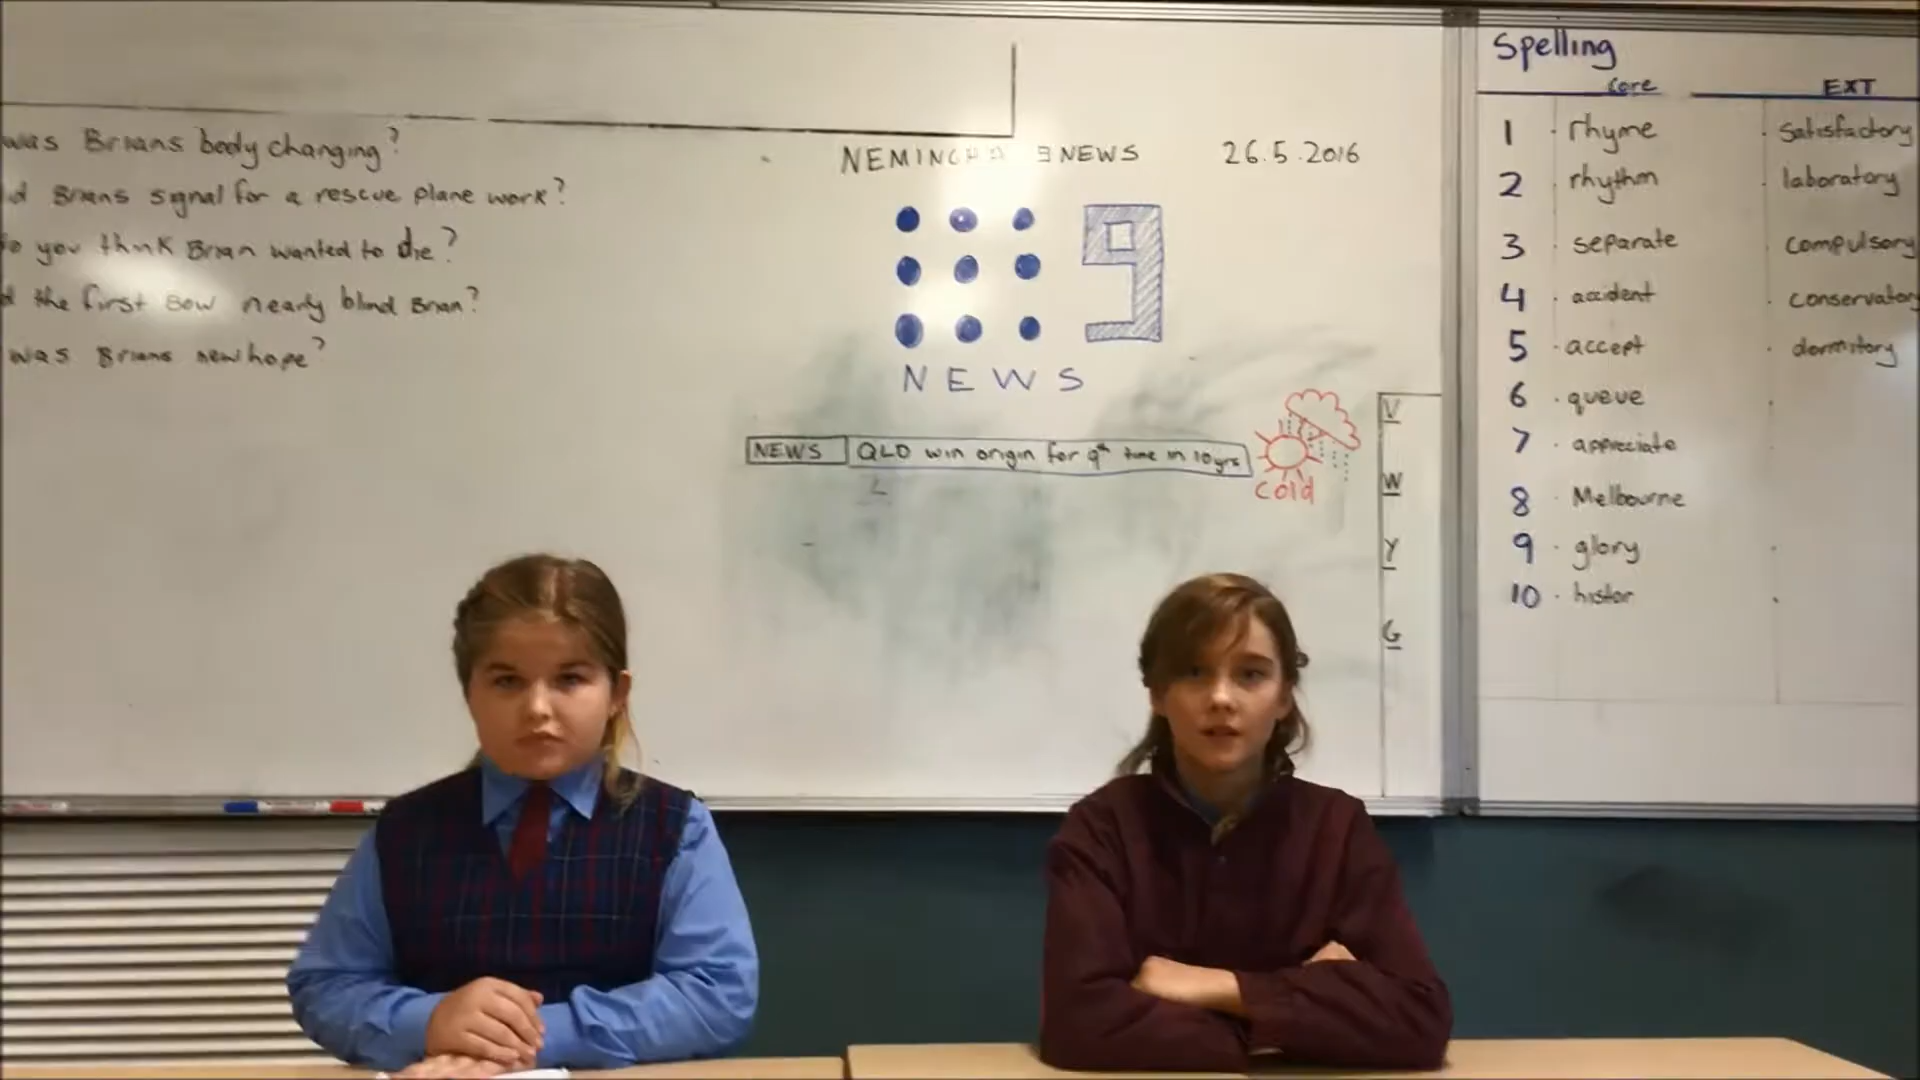 was Brians body changing?
Brians signal for a rescue plane work?
you think Brian wanted to die?
the first bow nearly blind Brian?
was Brians new hope?
9 NEWS 26.5.2016
9
NEWS
NEWS QLD win origin for 9th time in 10yrs
cold
V
W
Y
G
Spelling
core EXT
1 rhyme satisfactory
2 rhythm laboratory
3 separate compulsory
4 accident
5 accept dormitory
6 queue
7 appreciate
8 Melbourne
9 glory
10 histor